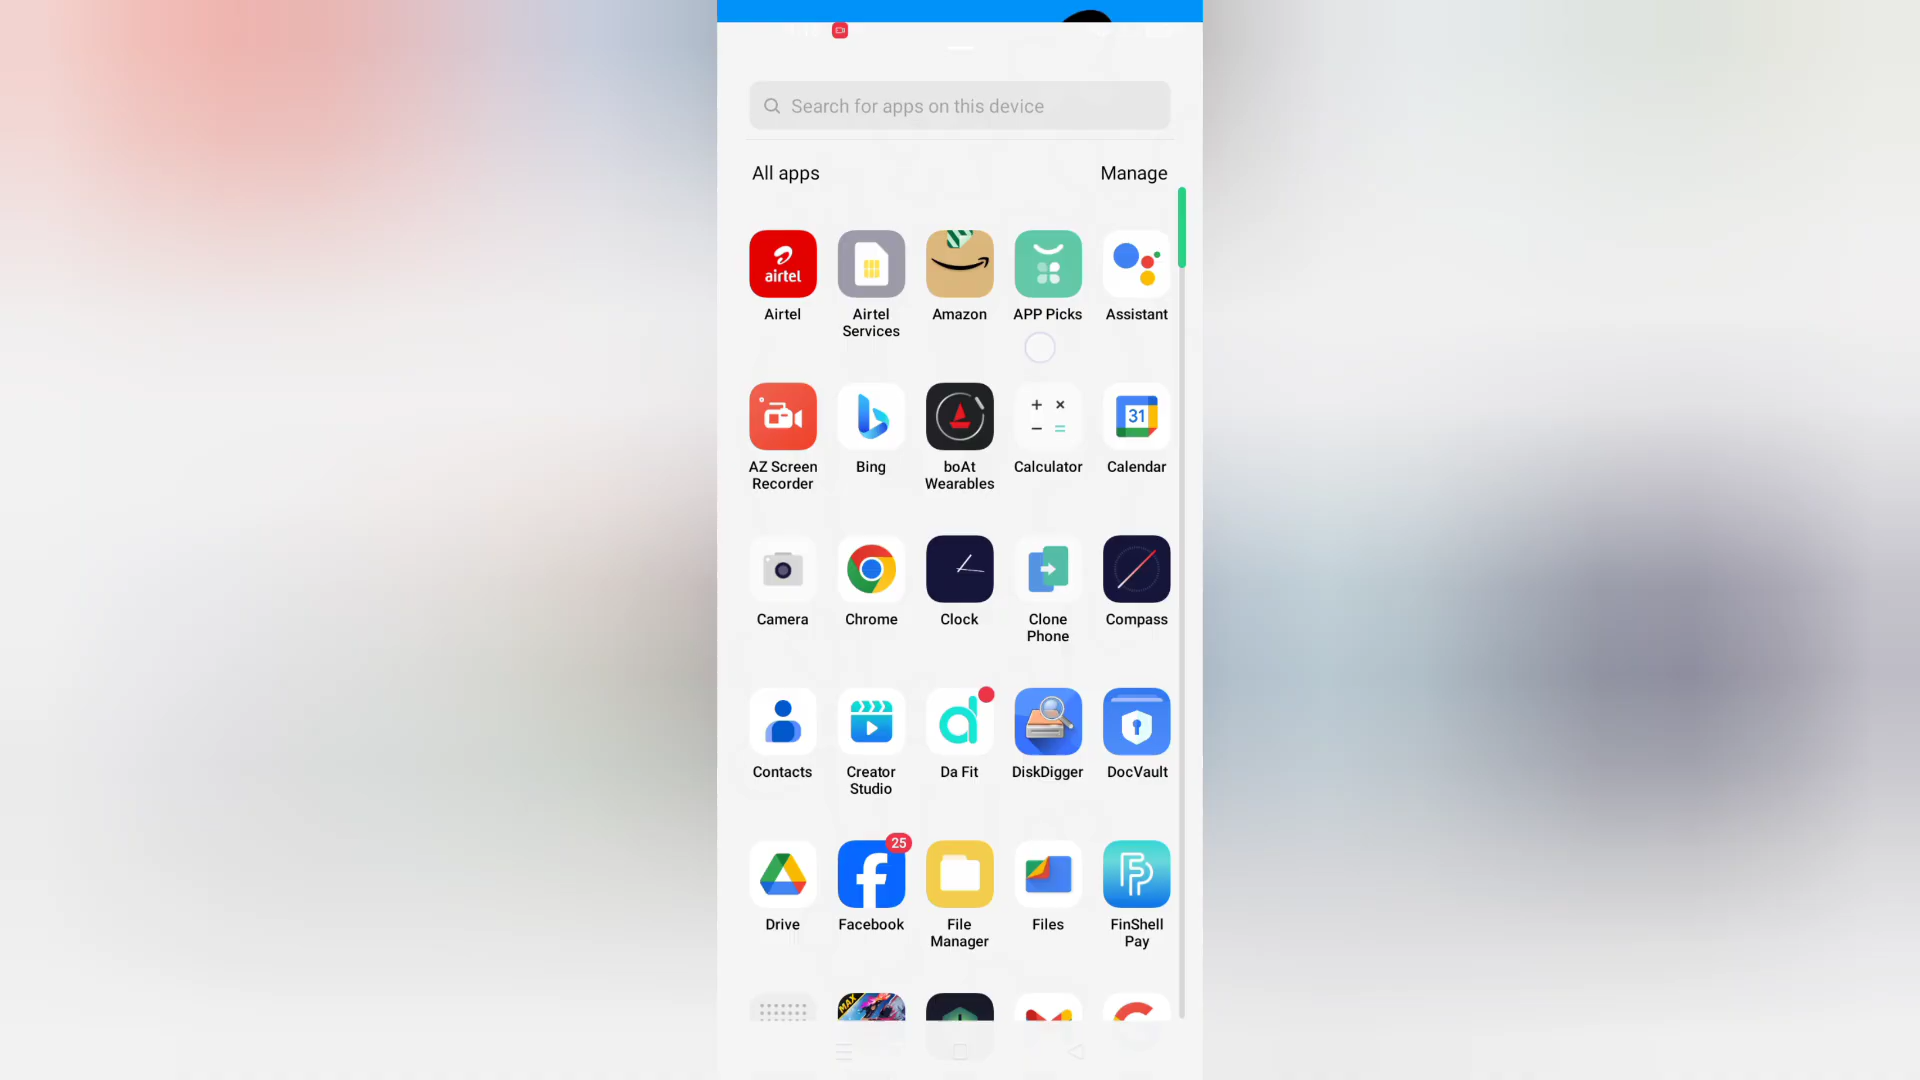 Search for apps on this device
All apps
Manage
airtel
Airtel
Airtel
Services
Amazon
APP Picks
Assistant
AZ Screen
Recorder
Bing
boAt
Wearables
Calculator
31
Calendar
Camera
Chrome
Clock
Clone
Phone
Compass
Contacts
Creator
Studio
Da Fit
DiskDigger
DocVault
Drive
25
Facebook
File
Manager
Files
FinShell
Pay
MAX